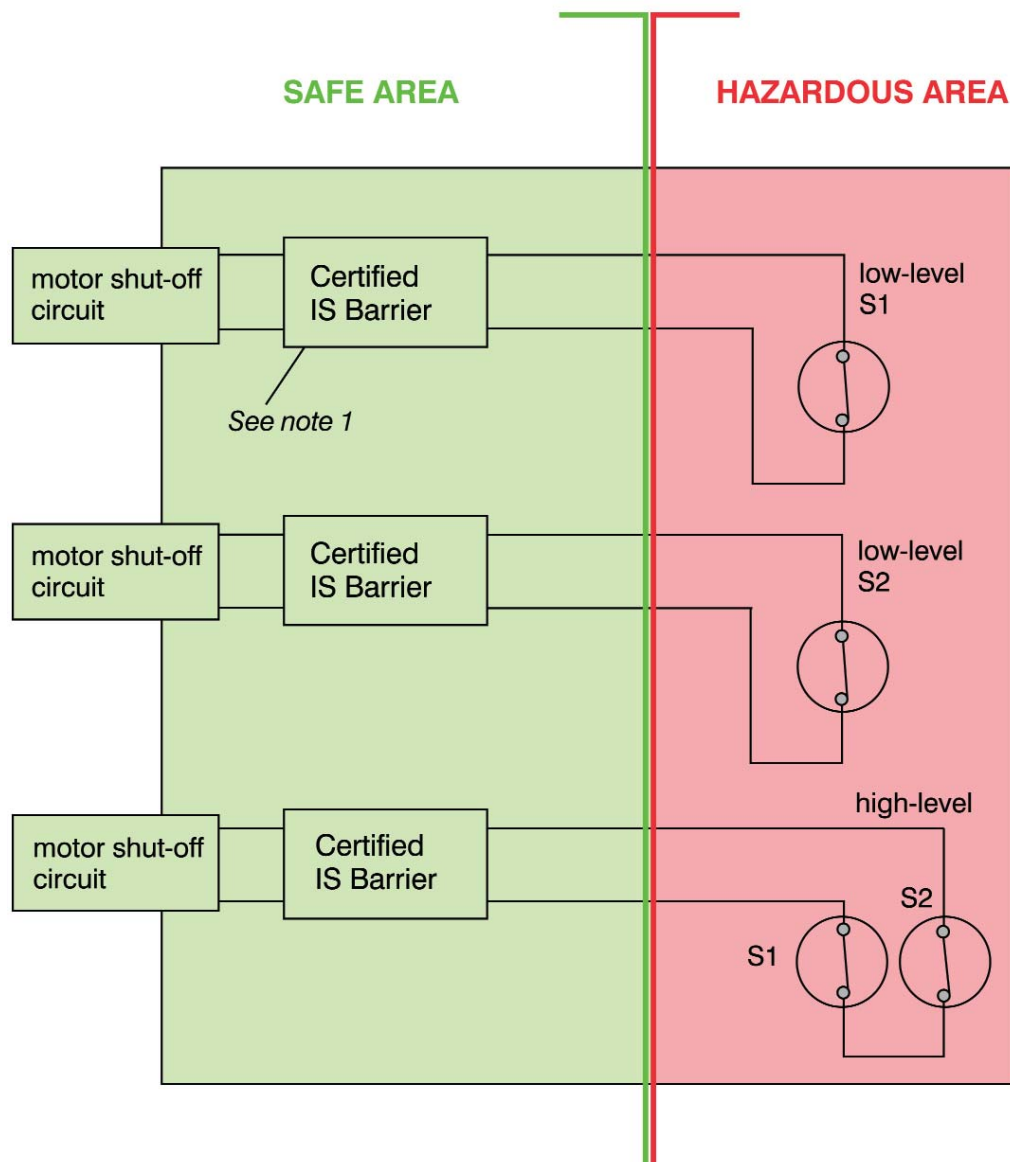 SAFE AREA
HAZARDOUS AREA
motor shut-off
circuit
Certified
IS Barrier
low-level
S1
See note 1
motor shut-off
circuit
Certified
IS Barrier
low-level
S2
high-level
motor shut-off
circuit
Certified
IS Barrier
S2
S1